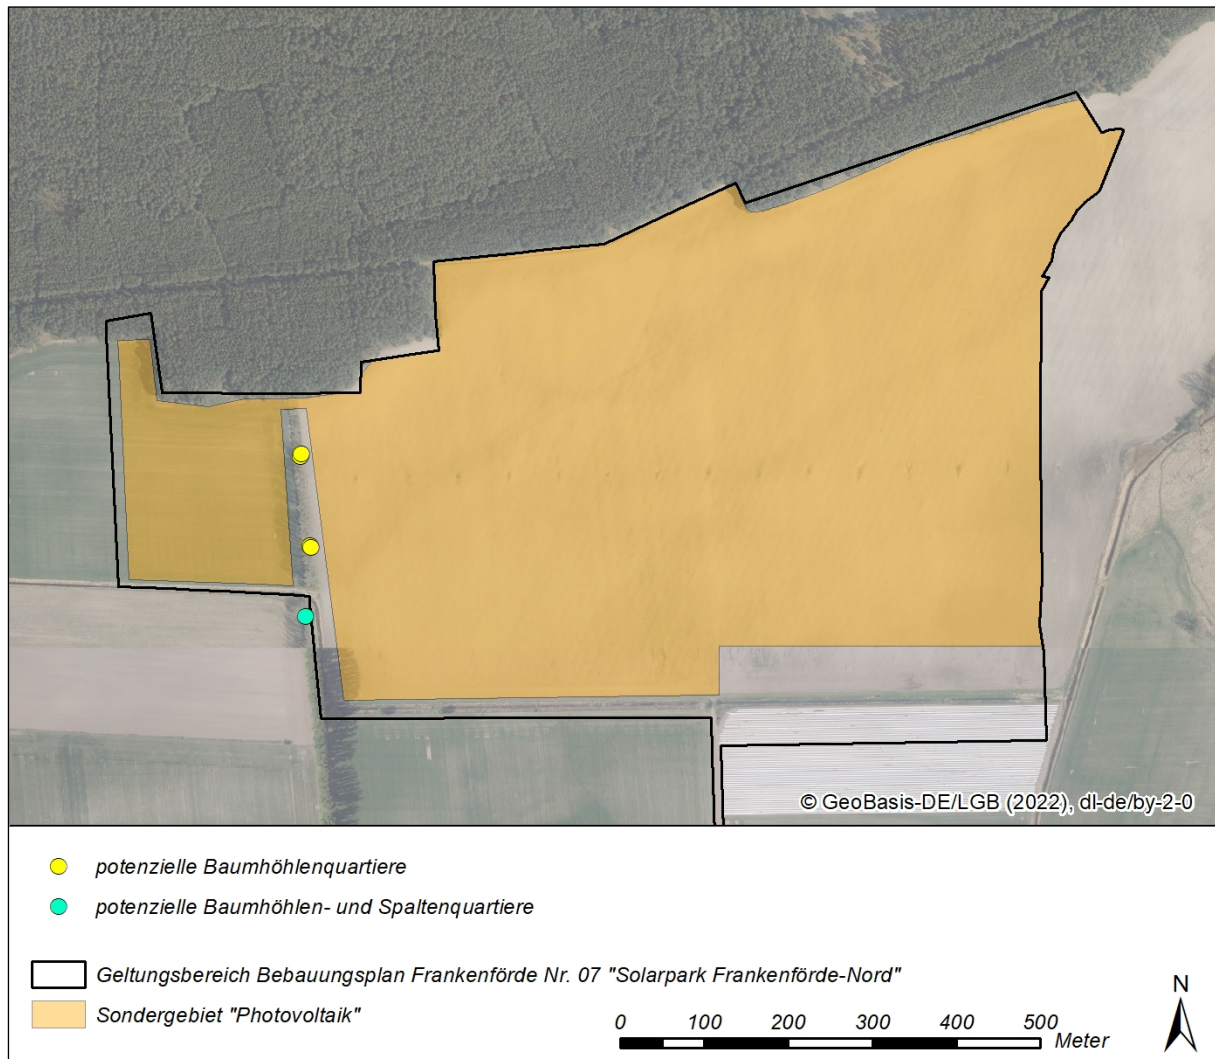 © GeoBasis-DE/LGB (2022), dl-de/by-2-0
potenzielle Baumhöhlenquartiere
potenzielle Baumhöhlen- und Spaltenquartiere
Geltungsbereich Bebauungsplan Frankenförde Nr. 07 "Solarpark Frankenförde-Nord"
Sondergebiet "Photovoltaik"
0 100 200 300 400 500
Meter
N